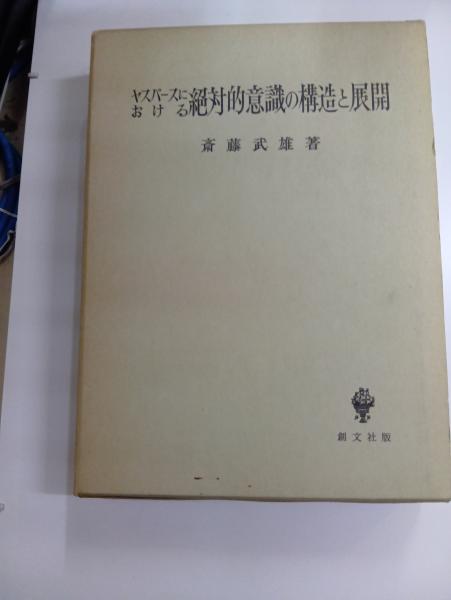 ヤスパースにおける絶対的意識の構造と展開
斎藤武雄著
創文社版